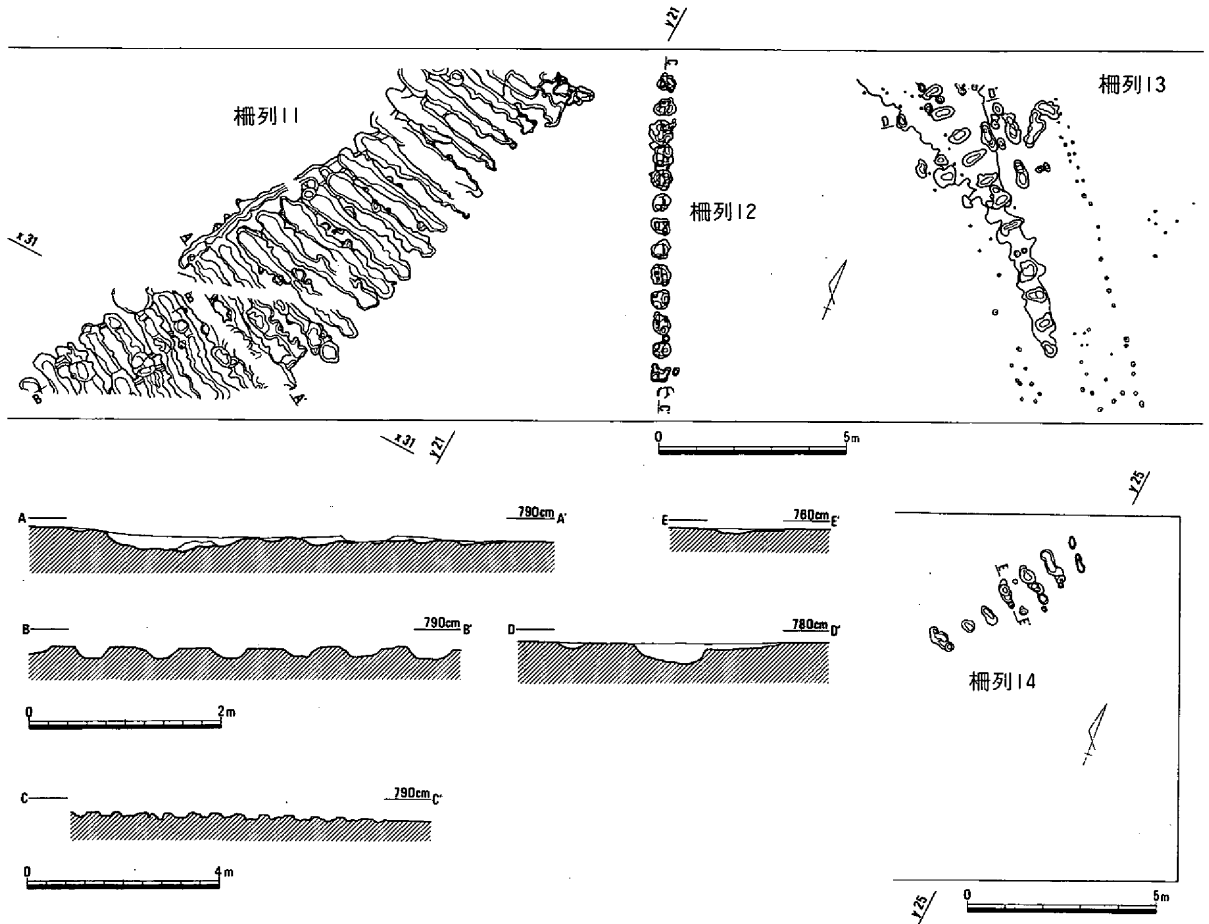 y21
柵列11
C
柵列12
C'
柵列13
D
D'
x31
A
A'
B
B'
x31
y21
0 5m
A 790cm A'
E 760cm E'
B 790cm B'
D 780cm D'
0 2m
C 790cm C'
0 4m
y25
E
E'
柵列14
y25
0 5m